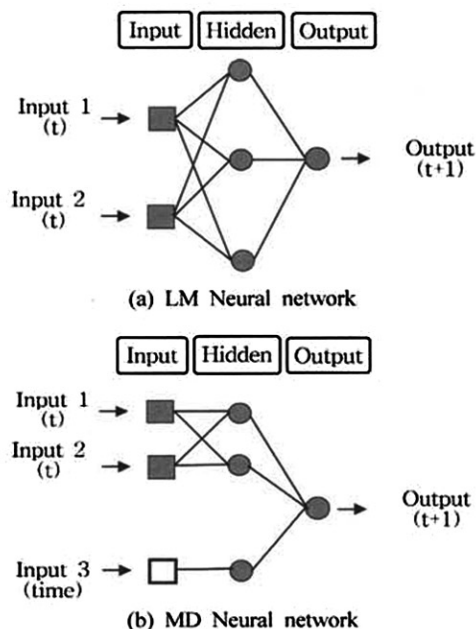 Input Hidden Output
Input 1
(t)
Input 2
(t)
Output
(t+1)
(a) LM Neural network
Input Hidden Output
Input 1
(t)
Input 2
(t)
Output
(t+1)
Input 3
(time)
(b) MD Neural network